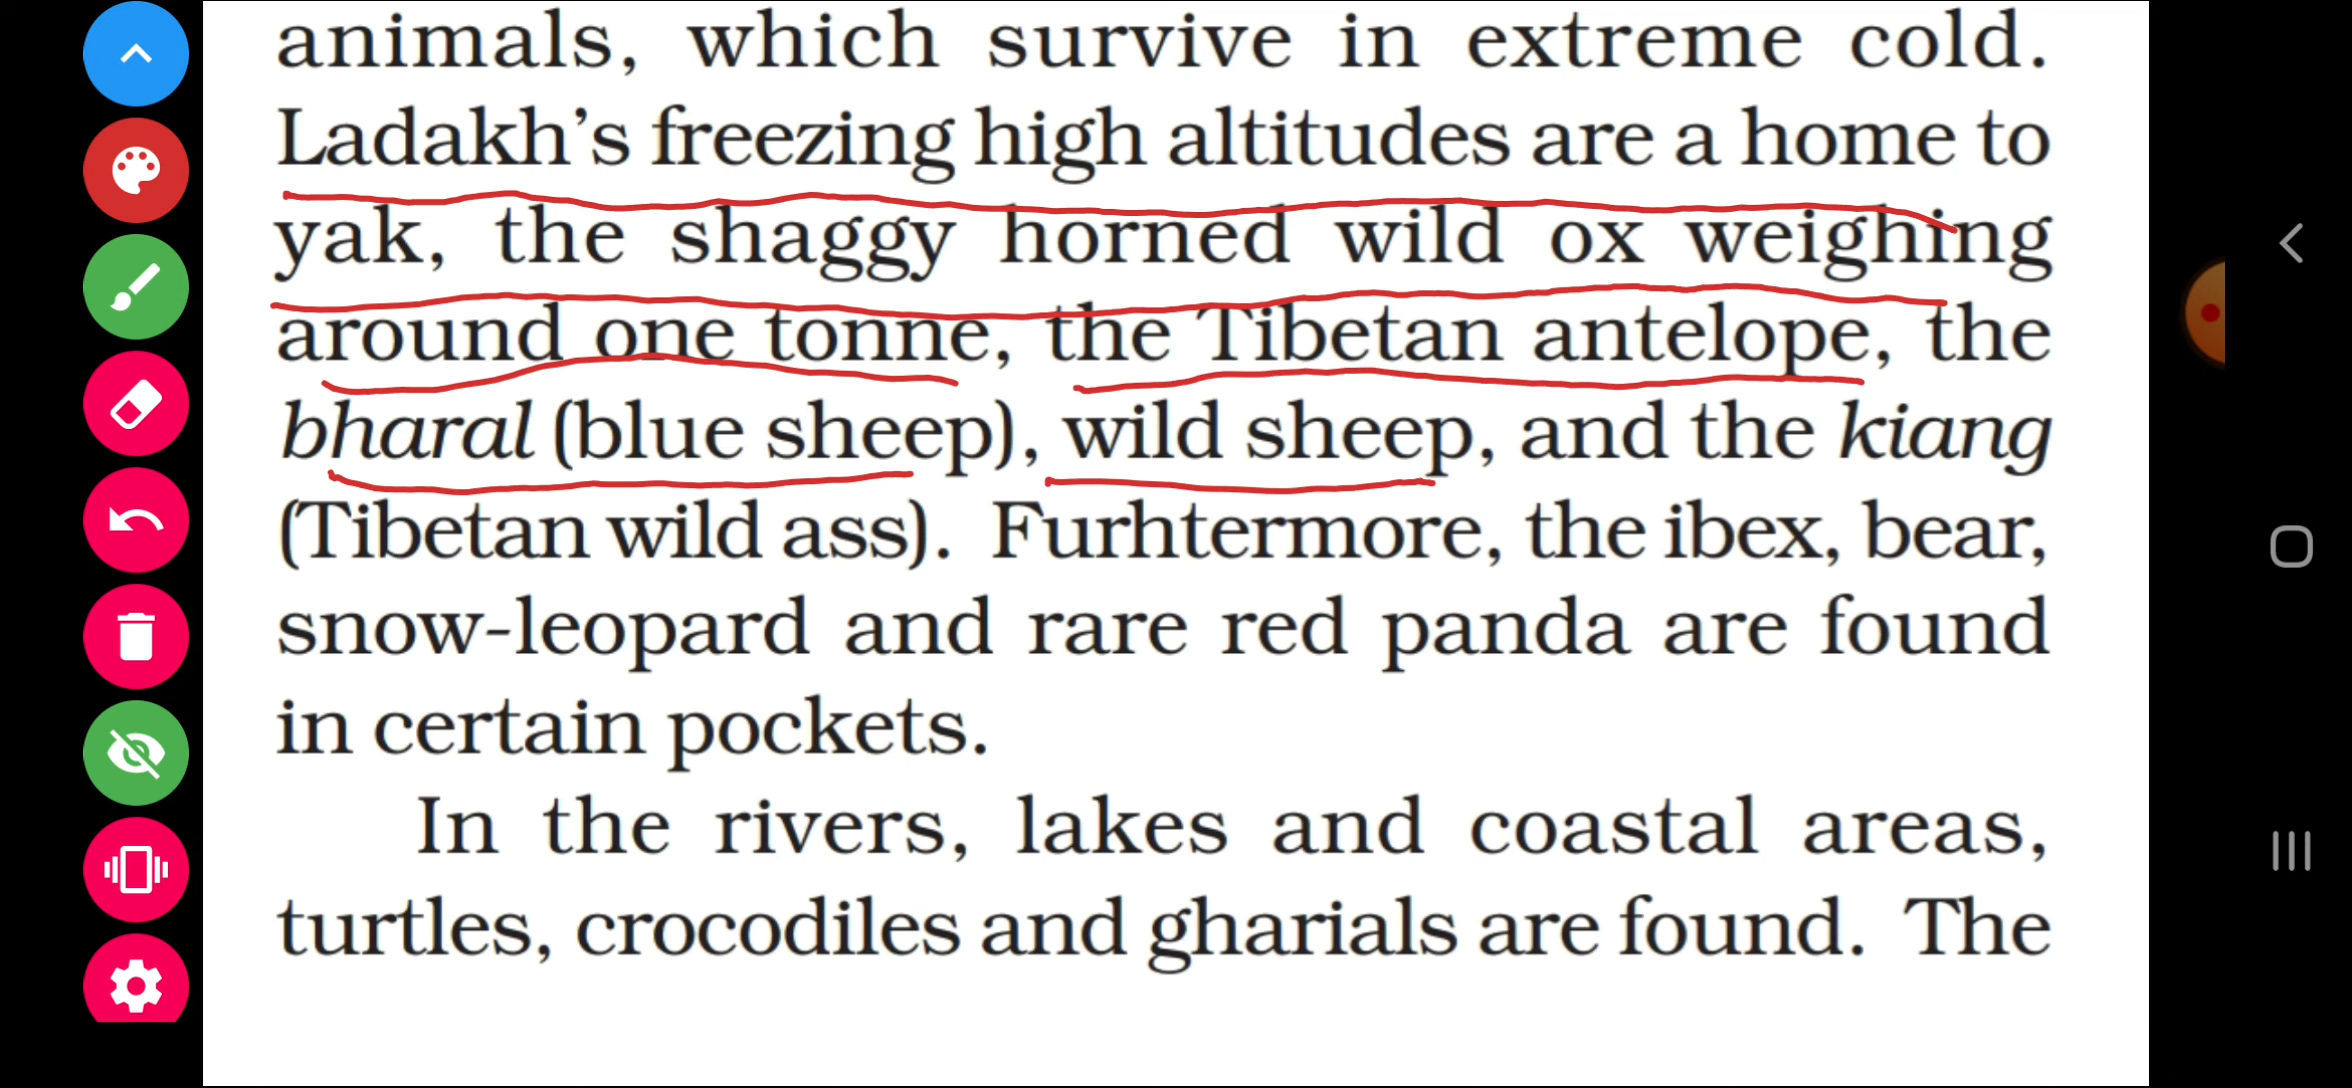 animals, which survive in extreme cold.
Ladakh’s freezing high altitudes are a home to
yak, the shaggy horned wild ox weighing
around one tonne, the Tibetan antelope, the
bharal (blue sheep), wild sheep, and the kiang
(Tibetan wild ass). Furhtermore, the ibex, bear,
snow-leopard and rare red panda are found
in certain pockets.
In the rivers, lakes and coastal areas,
turtles, crocodiles and gharials are found. The